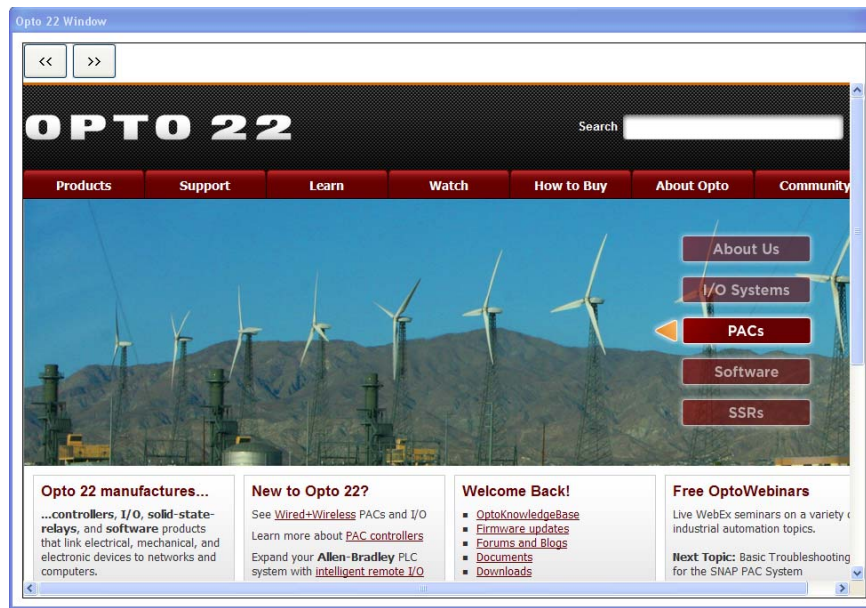 Opto 22 Window
<< >>
OPTO 22
Search
Products Support Learn Watch How to Buy About Opto Community
About Us
I/O Systems
PACs
Software
SSRs
Opto 22 manufactures...
...controllers, I/O, solid-state-
relays, and software products
that link electrical, mechanical, and
electronic devices to networks and
computers.
New to Opto 22?
See Wired+Wireless PACs and I/O
Learn more about PAC controllers
Expand your Allen-Bradley PLC
system with intelligent remote I/O
Welcome Back!
OptoKnowledgeBase
Firmware updates
Forums and Blogs
Documents
Downloads
Free OptoWebinars
Live WebEx seminars on a variety
industrial automation topics.
Next Topic: Basic Troubleshooting
for the SNAP PAC System